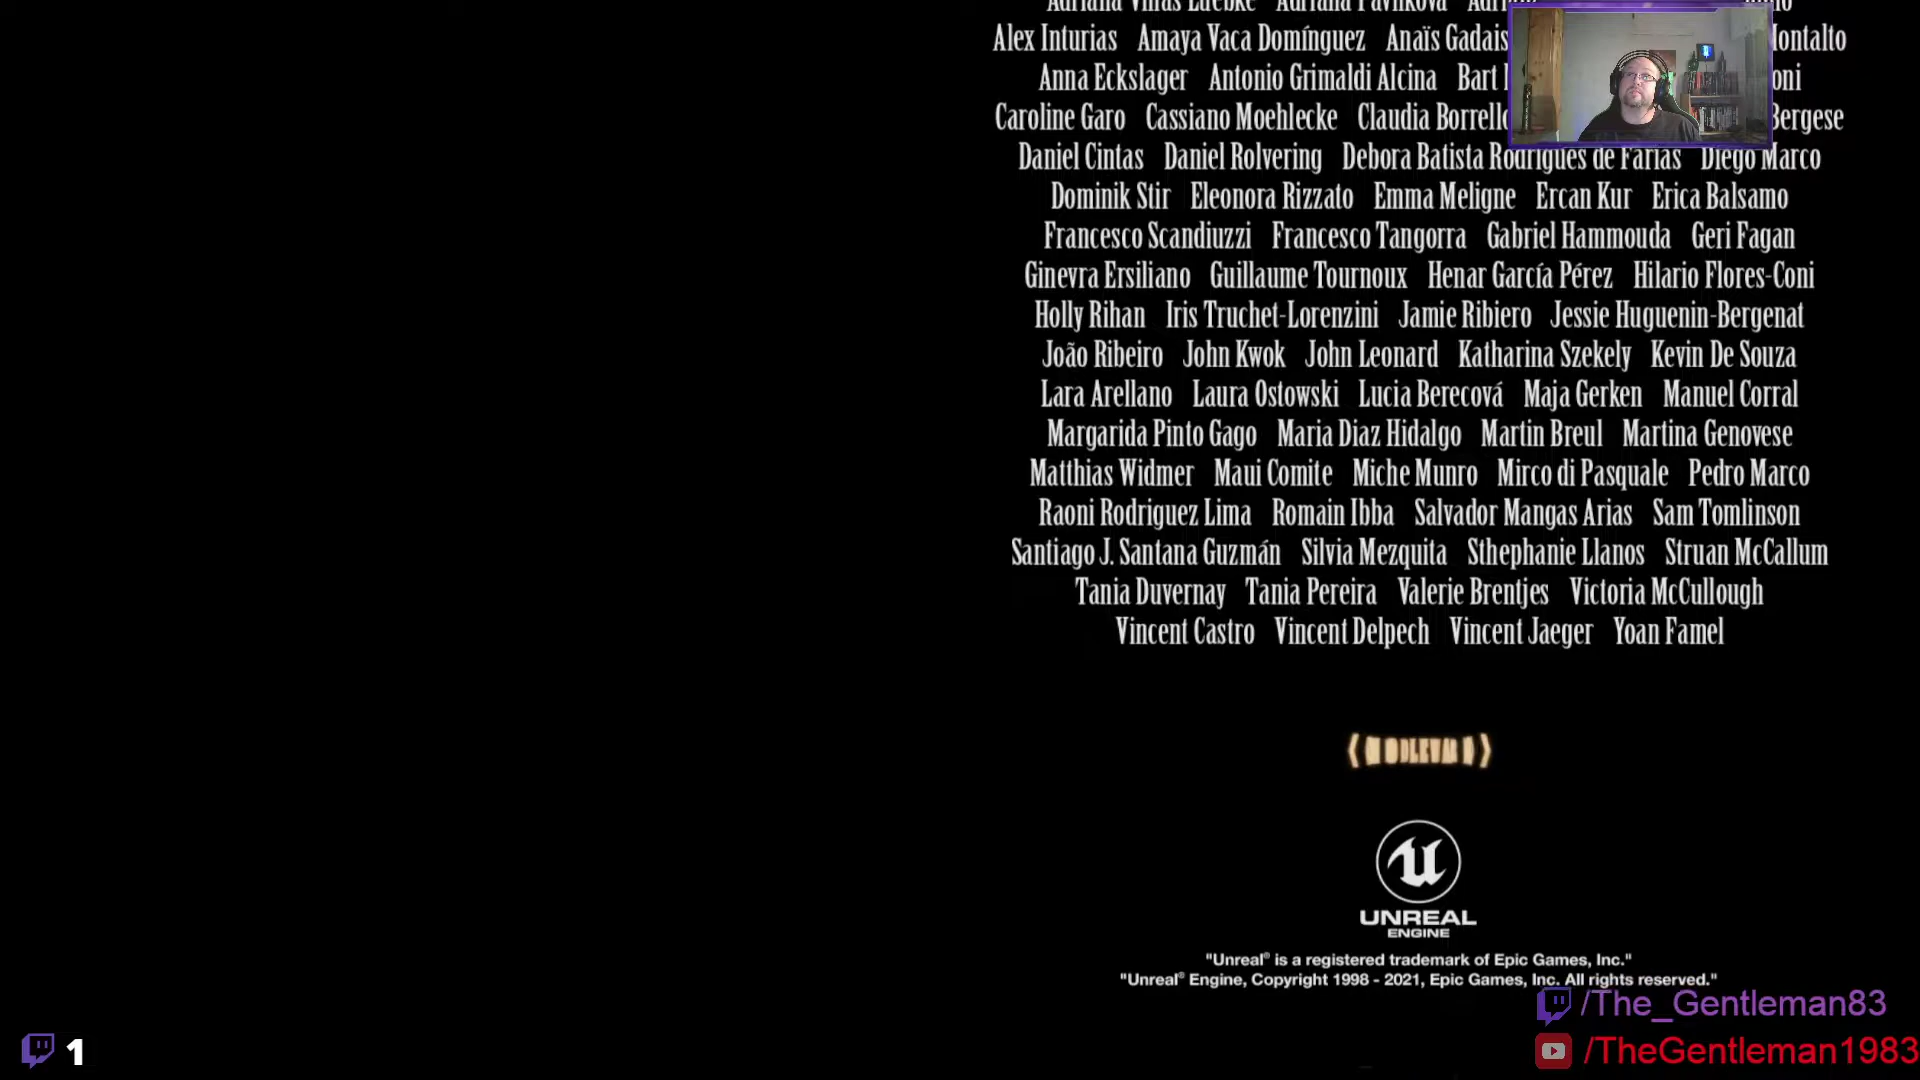 Alex Inturias Amaya Vaca Domínguez Anaïs Gadais
Anna Eckslager Antonio Grimaldi Alcina Bart
Caroline Garo Cassiano Moehlecke Claudia Borrello Bergese
Daniel Cintas Daniel Rolvering Debora Batista Rodrigues de Farias Diego Marco
Dominik Stir Eleonora Rizzato Emma Meligne Ercan Kur Erica Balsamo
Francesco Scandiuzzi Francesco Tangorra Gabriel Hammouda Geri Fagan
Ginevra Ersiliano Guillaume Tournoux Henar García Pérez Hilario Flores-Coni
Holly Rihan Iris Truchet-Lorenzini Jamie Ribiero Jessie Huguenin-Bergenat
João Ribeiro John Kwok John Leonard Katharina Szekely Kevin De Souza
Lara Arellano Laura Ostowski Lucia Berecová Maja Gerken Manuel Corral
Margarida Pinto Gago Maria Diaz Hidalgo Martin Breul Martina Genovese
Matthias Widmer Maui Comite Miche Munro Mirco di Pasquale Pedro Marco
Raoni Rodriguez Lima Romain Ibba Salvador Mangas Arias Sam Tomlinson
Santiago J. Santana Guzmán Silvia Mezquita Sthephanie Llanos Struan McCallum
Tania Duvernay Tania Pereira Valerie Brentjes Victoria McCullough
Vincent Castro Vincent Delpech Vincent Jaeger Yoan Famel
UNREAL
ENGINE
"Unreal® is a registered trademark of Epic Games, Inc."
"Unreal® Engine, Copyright 1998 - 2021, Epic Games, Inc. All rights reserved."
/The_Gentleman83
/TheGentleman1983
1